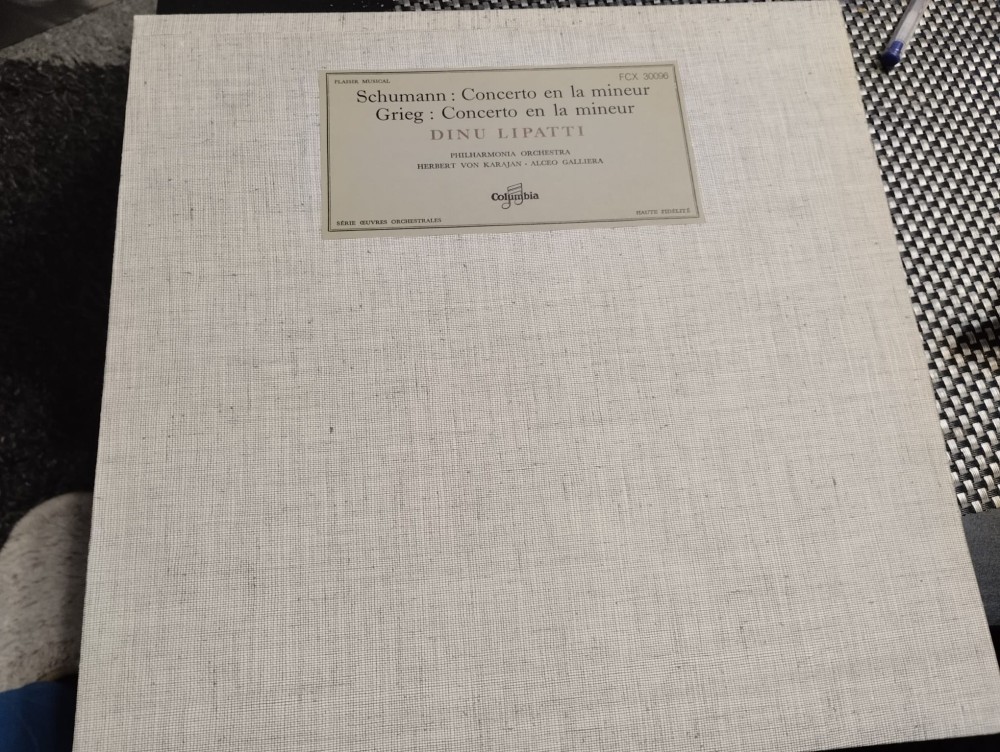 PLAISIR MUSICAL
FCX 30096
Schumann : Concerto en la mineur
Grieg : Concerto en la mineur
DINU LIPATTI
PHILHARMONIA ORCHESTRA
HERBERT VON KARAJAN - ALCEO GALLIERA
Columbia
SÉRIE ŒUVRES ORCHESTRALES
HAUTE FIDÉLITÉ